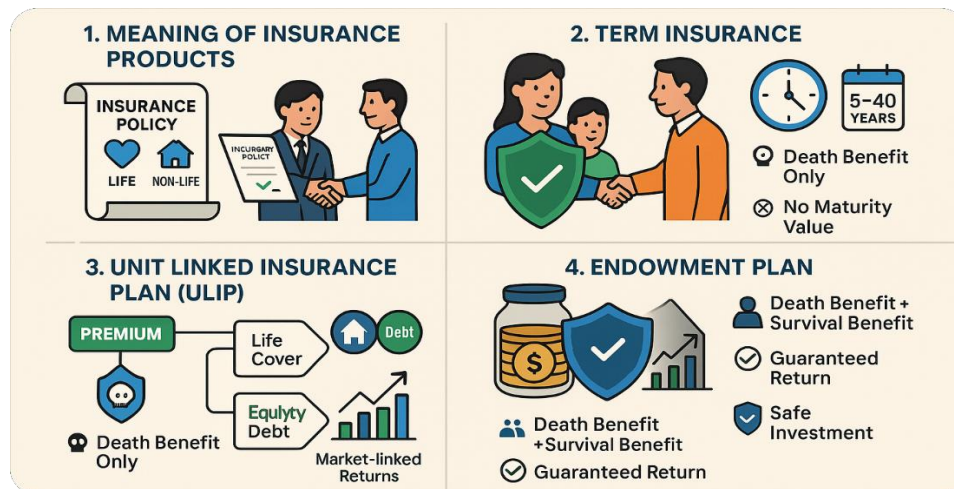 1. MEANING OF INSURANCE
PRODUCTS
INSURANCE
POLICY
LIFE
NON-LIFE
INCURGARY
POLICT
2. TERM INSURANCE
5-40
YEARS
Death Benefit
Only
No Maturity
Value
3. UNIT LINKED INSURANCE
PLAN (ULIP)
PREMIUM
Life
Cover
Debt
Equlyty
Debt
Death Benefit
Only
Market-linked
Returns
4. ENDOWMENT PLAN
$
Death Benefit +
Survival Benefit
Guaranteed
Return
Safe
Investment
Death Benefit
+Survival Benefit
Guaranteed Return